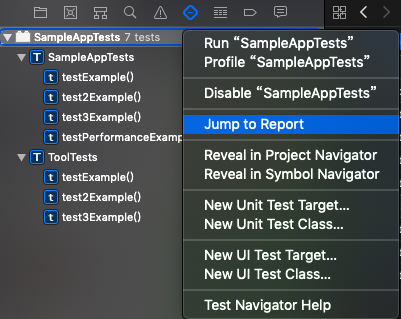 SampleAppTests 7 tests
T SampleAppTests
t testExample()
t test2Example()
t test3Example()
t testPerformanceExamp
T ToolTests
t testExample()
t test2Example()
t test3Example()
Run “SampleAppTests”
Profile “SampleAppTests”
Disable “SampleAppTests”
Jump to Report
Reveal in Project Navigator
Reveal in Symbol Navigator
New Unit Test Target...
New Unit Test Class...
New UI Test Target...
New UI Test Class...
Test Navigator Help